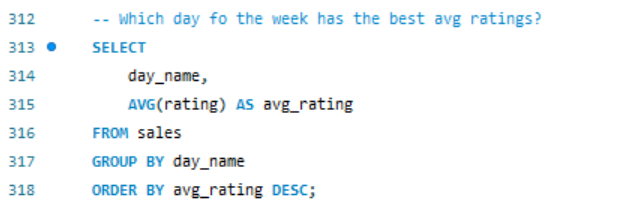 312 -- Which day fo the week has the best avg ratings?
313 SELECT
314 day_name,
315 AVG(rating) AS avg_rating
316 FROM sales
317 GROUP BY day_name
318 ORDER BY avg_rating DESC;